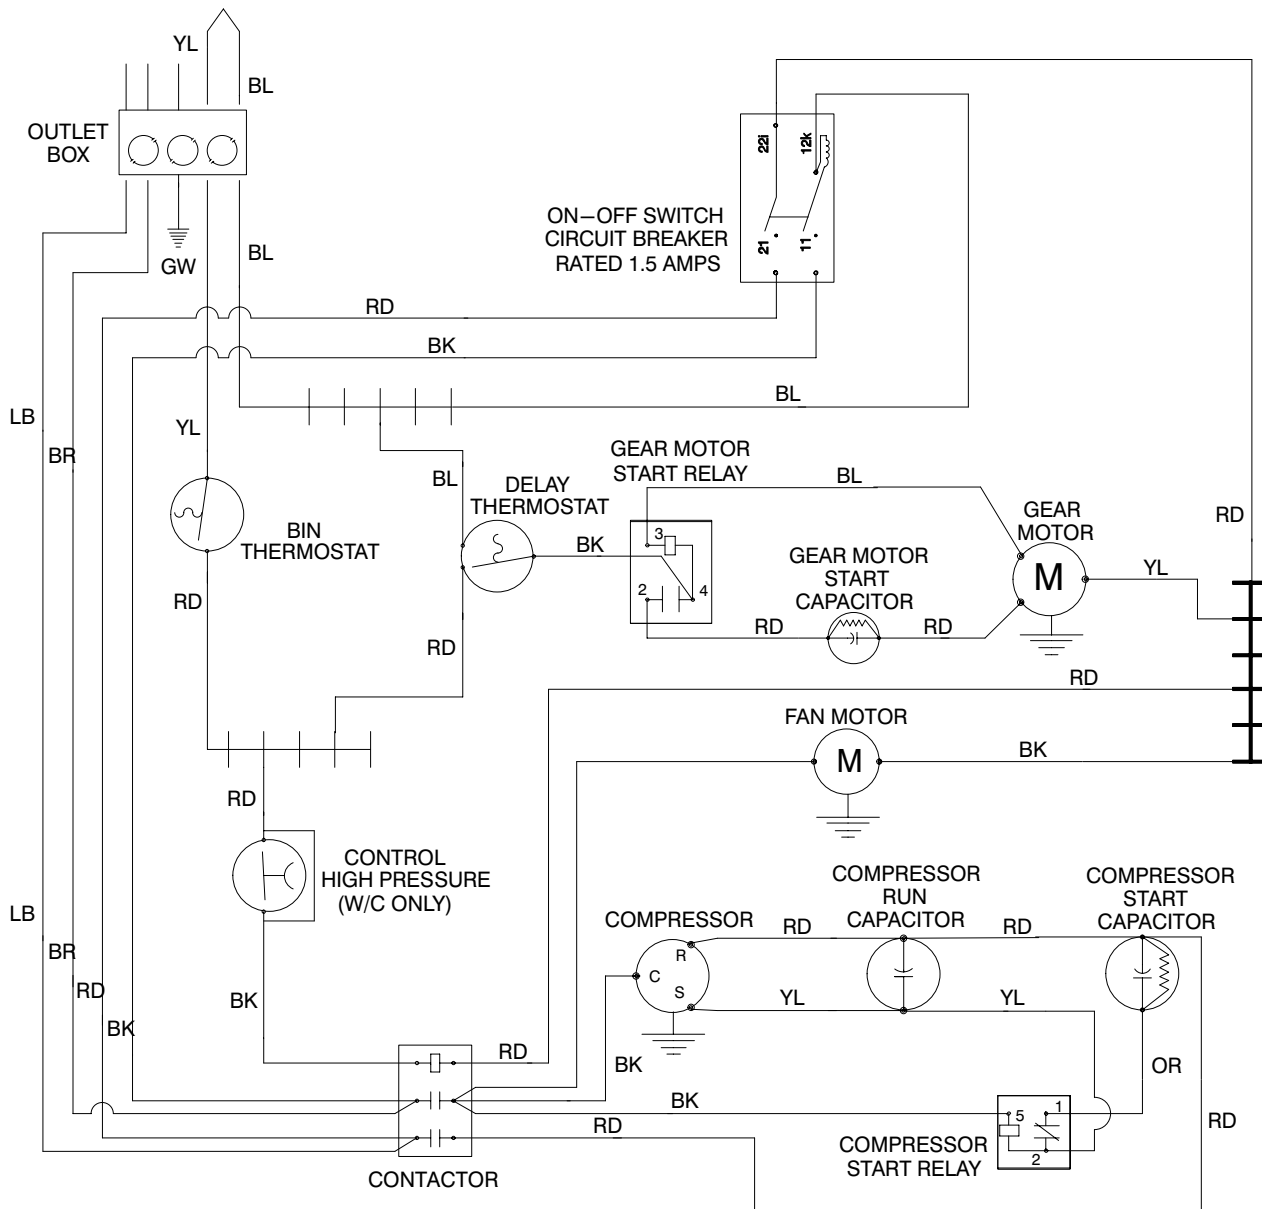 YL
BL
OUTLET
BOX
22i
12k
21
11
ON–OFF SWITCH
CIRCUIT BREAKER
RATED 1.5 AMPS
GW
BL
RD
BK
BL
LB
BR
YL
BIN
THERMOSTAT
BL
DELAY
THERMOSTAT
BK
GEAR MOTOR
START RELAY
3
2
4
BL
GEAR MOTOR
START
CAPACITOR
GEAR
MOTOR
M
YL
RD
RD
RD
RD
RD
RD
FAN MOTOR
M
BK
RD
CONTROL
HIGH PRESSURE
(W/C ONLY)
LB
BR
RD
BK
BK
COMPRESSOR
R
C
S
RD
COMPRESSOR
RUN
CAPACITOR
RD
COMPRESSOR
START
CAPACITOR
YL
YL
RD
BK
OR
BK
RD
RD
5
1
2
COMPRESSOR
START RELAY
CONTACTOR